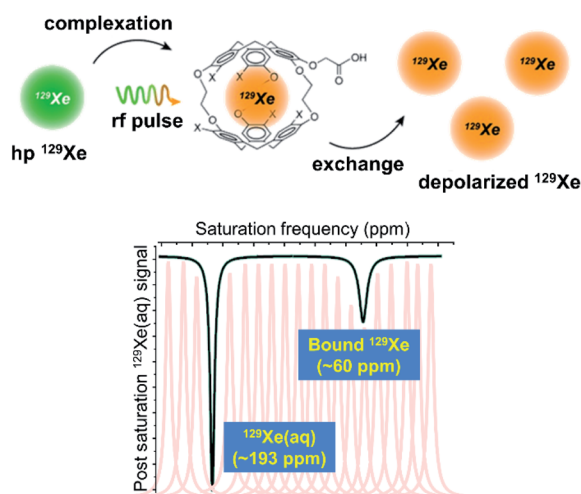 complexation
129Xe
hp 129Xe
rf pulse
O
OH
O
O
X
X
O
129Xe
O
X
X
O
X
O
exchange
129Xe
129Xe
129Xe
depolarized 129Xe
Saturation frequency (ppm)
Post saturation 129Xe(aq) signal
Bound 129Xe
(~60 ppm)
129Xe(aq)
(~193 ppm)